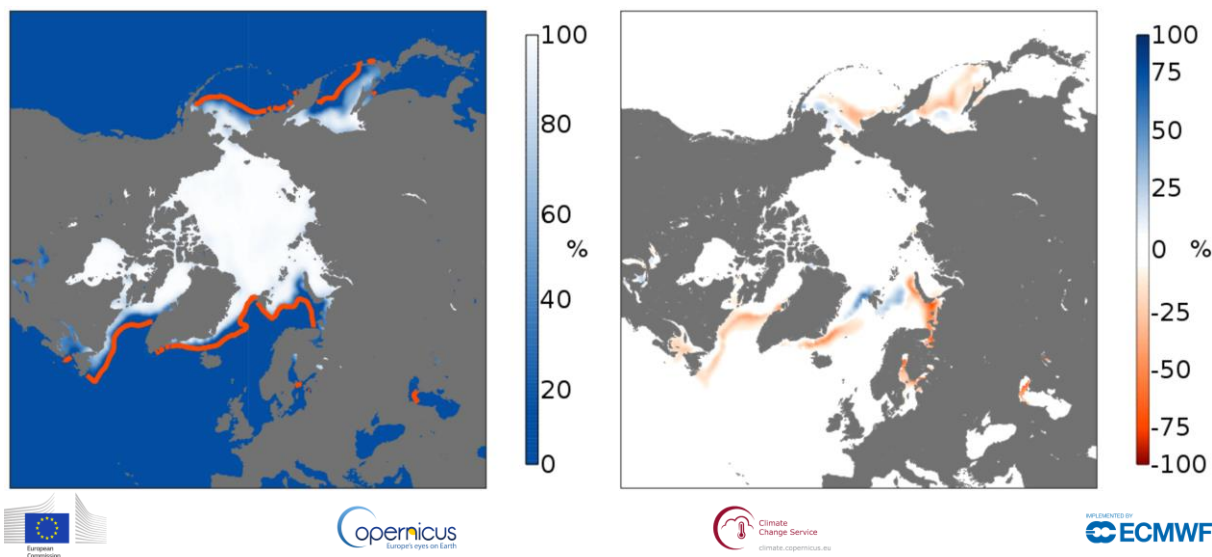 100
80
60
%
40
20
0
100
75
50
25
0 %
-25
-50
-75
-100
European
Commission
opernicus
Europe's eyes on Earth
Climate
Change Service
climate.copernicus.eu
IMPLEMENTED BY
ECMWF